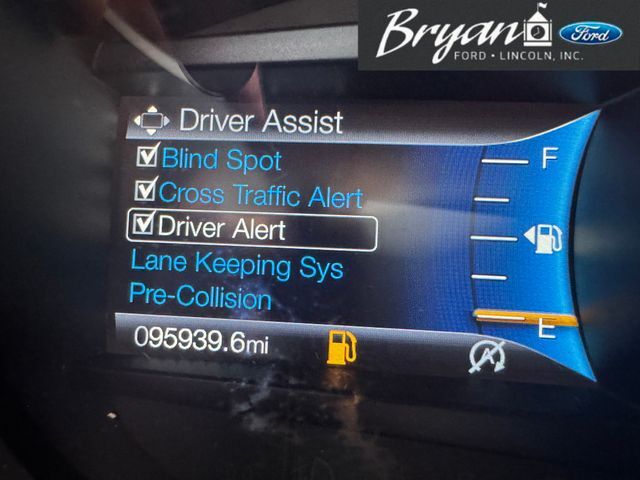 Bryan
Ford
FORD • LINCOLN, INC.
Driver Assist
Blind Spot
Cross Traffic Alert
Driver Alert
Lane Keeping Sys
Pre-Collision
095939.6mi
F
E
A